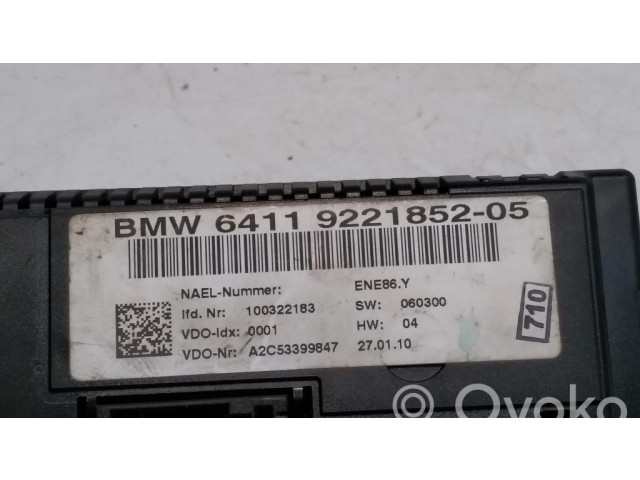 BMW 6411 9221852-05
NAEL-Nummer: ENE86.Y
lfd. Nr: 100322183 SW: 060300
VDO-Idx: 0001 HW: 04
VDO-Nr: A2C53399847 27.01.10
710
Ovoko